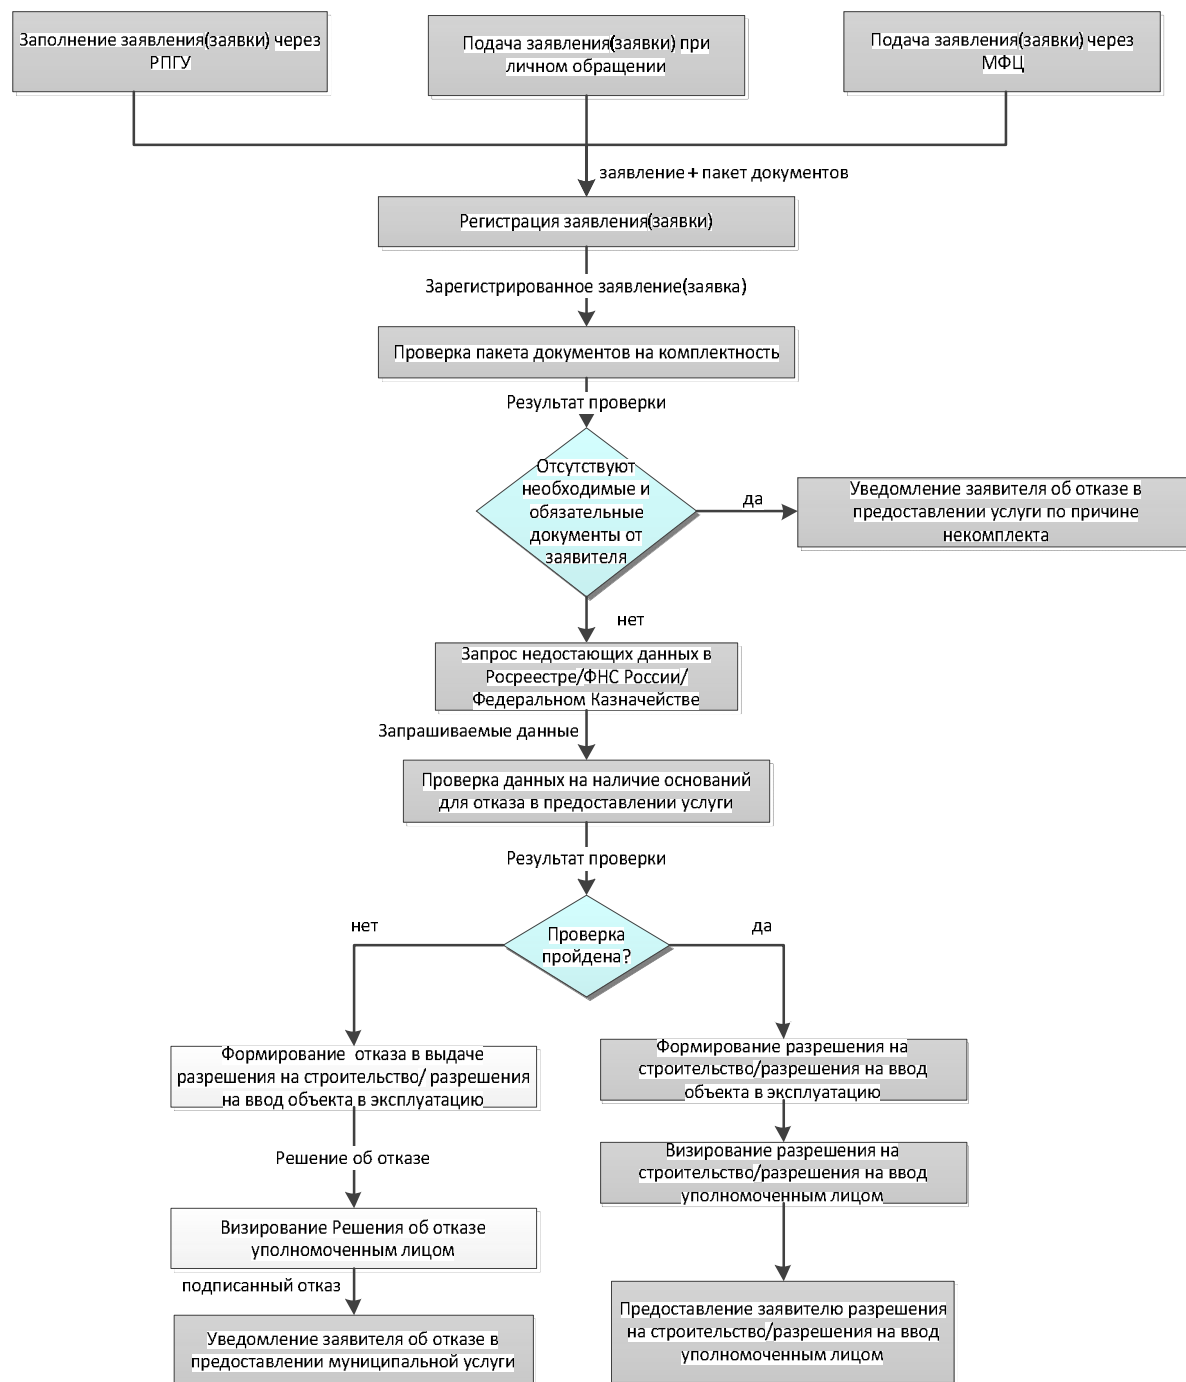 Заполнение заявления(заявки) через
РПГУ
Подача заявления(заявки) при
личном обращении
Подача заявления(заявки) через
МФЦ
заявление + пакет документов
Регистрация заявления(заявки)
Зарегистрированное заявление(заявка)
Проверка пакета документов на комплектность
Результат проверки
Отсутствуют
необходимые и
обязательные
документы от
заявителя
да
Уведомление заявителя об отказе в
предоставлении услуги по причине
некомплекта
нет
Запрос недостающих данных в
Росреестре/ФНС России/
Федеральном Казначействе
Запрашиваемые данные
Проверка данных на наличие оснований
для отказа в предоставлении услуги
Результат проверки
Проверка
пройдена?
нет
да
Формирование отказа в выдаче
разрешения на строительство/ разрешения
на ввод объекта в эксплуатацию
Формирование разрешения на
строительство/разрешения на ввод
объекта в эксплуатацию
Решение об отказе
Визирование разрешения на
строительство/разрешения на ввод
уполномоченным лицом
Визирование Решения об отказе
уполномоченным лицом
подписанный отказ
Уведомление заявителя об отказе в
предоставлении муниципальной услуги
Предоставление заявителю разрешения
на строительство/разрешения на ввод
уполномоченным лицом